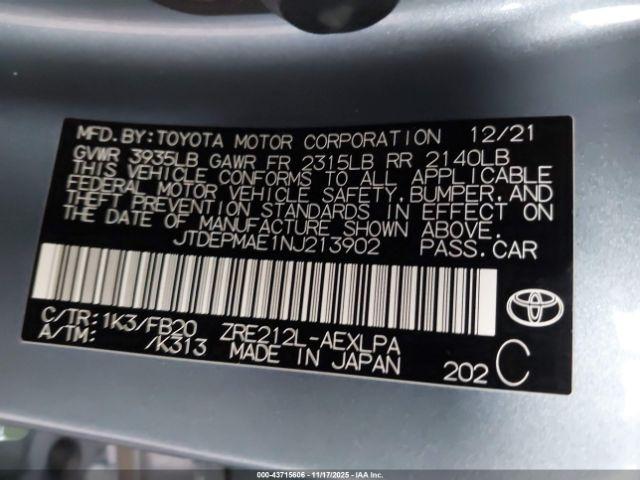 MFD.BY:TOYOTA MOTOR CORPORATION 12/21
GVWR 3935LB GAWR FR 2315LB RR 2140LB
THIS VEHICLE CONFORMS TO ALL APPLICABLE
FEDERAL MOTOR VEHICLE SAFETY,BUMPER,AND
THEFT PREVENTION STANDARDS IN EFFECT ON
THE DATE OF MANUFACTURE SHOWN ABOVE.
JTDEPMAE1NJ213902 PASS.CAR
C/TR:1K3/FB20 ZRE212L-AEXLPA
A/TM: /K313 MADE IN JAPAN 202 C
©-- 43715606 - 11/17/2025 - IAAI, Inc.